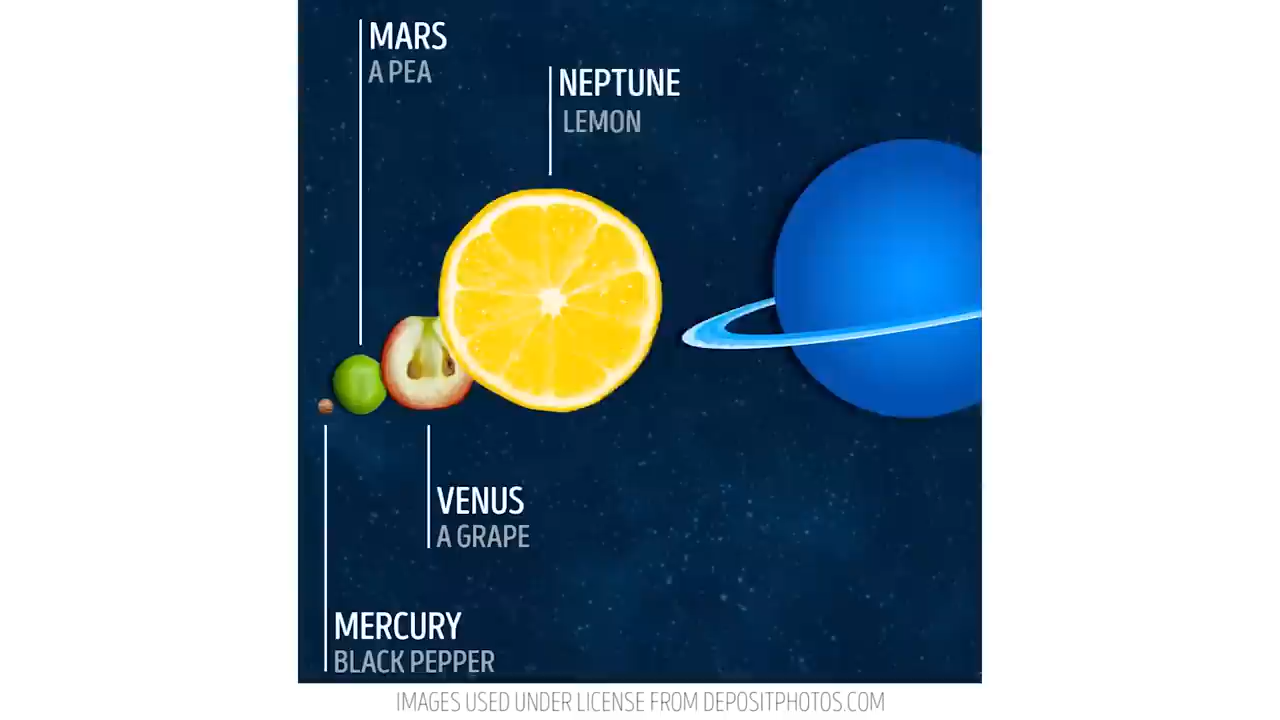 MARS
A PEA
NEPTUNE
LEMON
VENUS
A GRAPE
MERCURY
BLACK PEPPER
IMAGES USED UNDER LICENSE FROM DEPOSITPHOTOS.COM